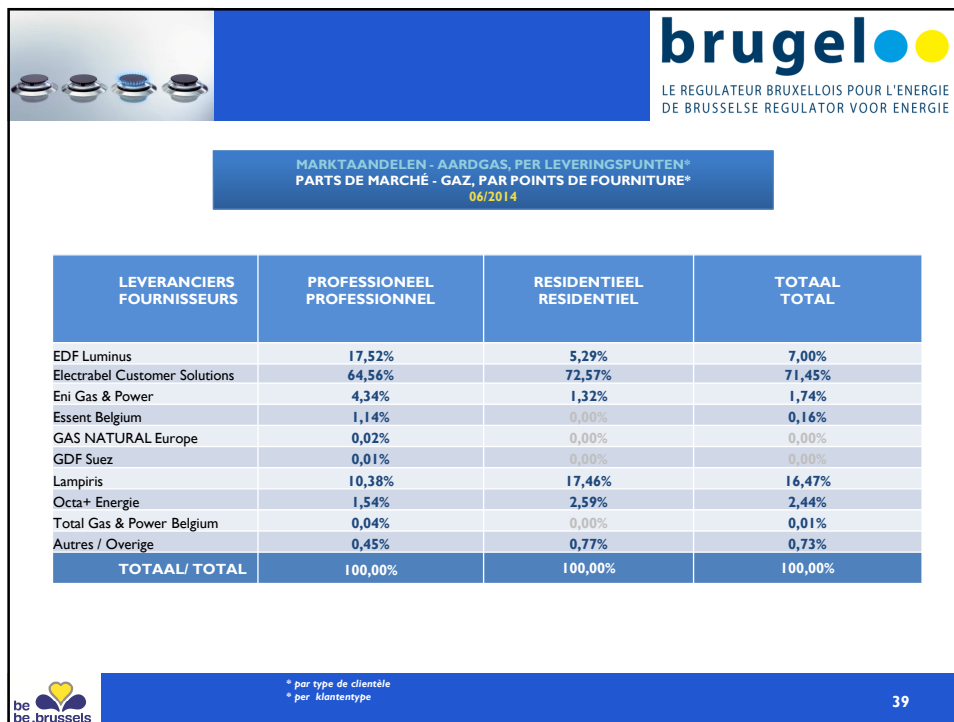 brugel
LE REGULATEUR BRUXELLOIS POUR L'ENERGIE
DE BRUSSELSE REGULATOR VOOR ENERGIE
MARKTAANDELEN - AARDGAS, PER LEVERINGSPUNTEN*
PARTS DE MARCHÉ - GAZ, PAR POINTS DE FOURNITURE*
06/2014
LEVERANCIERS PROFESSIONEEL RESIDENTIEEL TOTAAL
FOURNISSEURS PROFESSIONNEL RESIDENTIEL TOTAL
EDF Luminus 17,52% 5,29% 7,00%
Electrabel Customer Solutions 64,56% 72,57% 71,45%
Eni Gas & Power 4,34% 1,32% 1,74%
Essent Belgium 1,14% 0,00% 0,16%
GAS NATURAL Europe 0,02% 0,00% 0,00%
GDF Suez 0,01% 0,00% 0,00%
Lampiris 10,38% 17,46% 16,47%
Octa+ Energie 1,54% 2,59% 2,44%
Total Gas & Power Belgium 0,04% 0,00% 0,01%
Autres / Overige 0,45% 0,77% 0,73%
TOTAAL/ TOTAL 100,00% 100,00% 100,00%
* par type de clientèle
* per klantentype
39
be
be.brussels